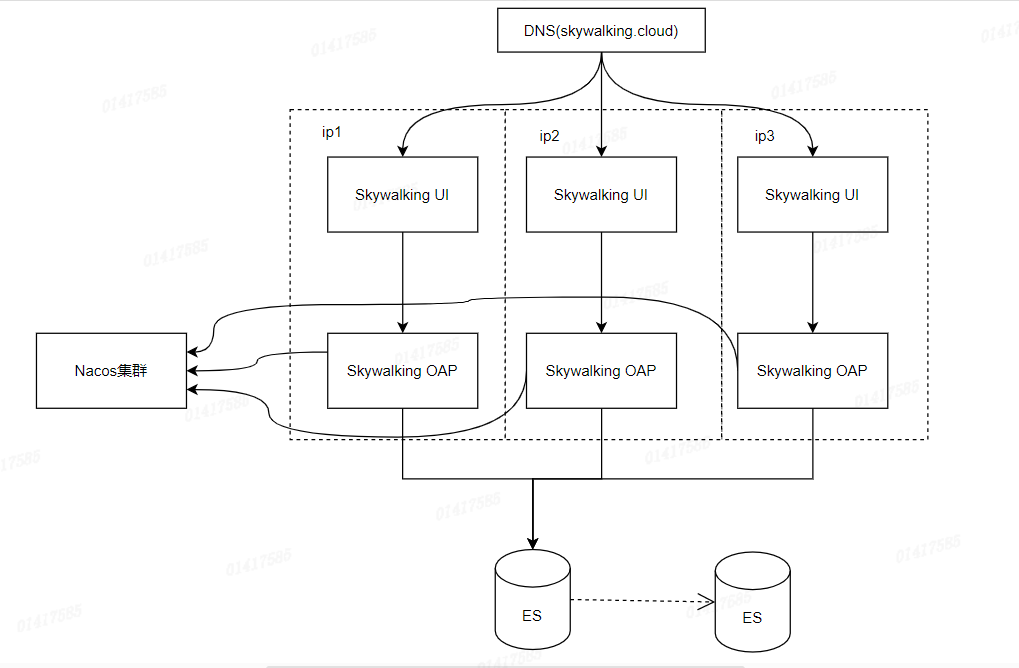 DNS(skywalking.cloud)
ip1
ip2
ip3
Skywalking UI
Skywalking UI
Skywalking UI
Nacos集群
Skywalking OAP
Skywalking OAP
Skywalking OAP
ES
ES
01417585